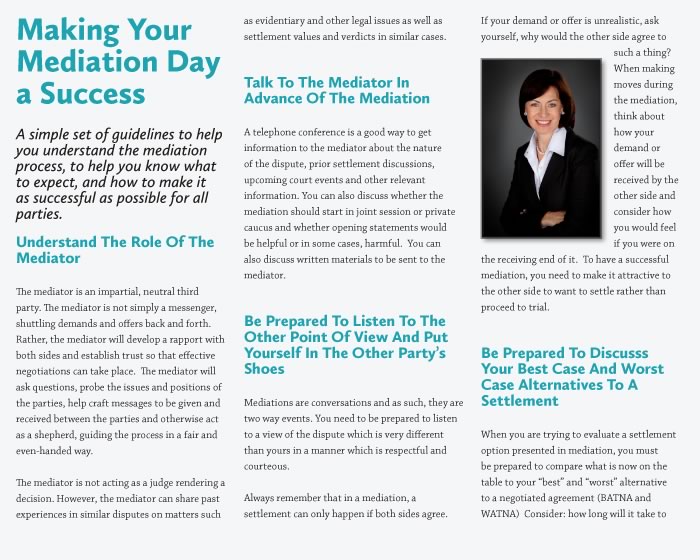 Making Your
Mediation Day
a Success
A simple set of guidelines to help
you understand the mediation
process, to help you know what
to expect, and how to make it
as successful as possible for all
parties.
Understand The Role Of The
Mediator
The mediator is an impartial, neutral third
party. The mediator is not simply a messenger,
shuttling demands and offers back and forth.
Rather, the mediator will develop a rapport with
both sides and establish trust so that effective
negotiations can take place.  The mediator will
ask questions, probe the issues and positions of
the parties, help craft messages to be given and
received between the parties and otherwise act
as a shepherd, guiding the process in a fair and
even-handed way.
The mediator is not acting as a judge rendering a
decision. However, the mediator can share past
experiences in similar disputes on matters such
as evidentiary and other legal issues as well as
settlement values and verdicts in similar cases.
Talk To The Mediator In
Advance Of The Mediation
A telephone conference is a good way to get
information to the mediator about the nature
of the dispute, prior settlement discussions,
upcoming court events and other relevant
information. You can also discuss whether the
mediation should start in joint session or private
caucus and whether opening statements would
be helpful or in some cases, harmful.  You can
also discuss written materials to be sent to the
mediator.
Be Prepared To Listen To The
Other Point Of View And Put
Yourself In The Other Party's
Shoes
Mediations are conversations and as such, they are
two way events. You need to be prepared to listen
to a view of the dispute which is very different
than yours in a manner which is respectful and
courteous.
Always remember that in a mediation, a
settlement can only happen if both sides agree.
If your demand or offer is unrealistic, ask
yourself, why would the other side agree to
such a thing?
When making
moves during
the mediation,
think about
how your
demand or
offer will be
received by the
other side and
consider how
you would feel
if you were on
the receiving end of it.  To have a successful
mediation, you need to make it attractive to
the other side to want to settle rather than
proceed to trial.
Be Prepared To Discusss
Your Best Case And Worst
Case Alternatives To A
Settlement
When you are trying to evaluate a settlement
option presented in mediation, you must
be prepared to compare what is now on the
table to your “best” and “worst” alternative
to a negotiated agreement (BATNA and
WATNA)  Consider: how long will it take to